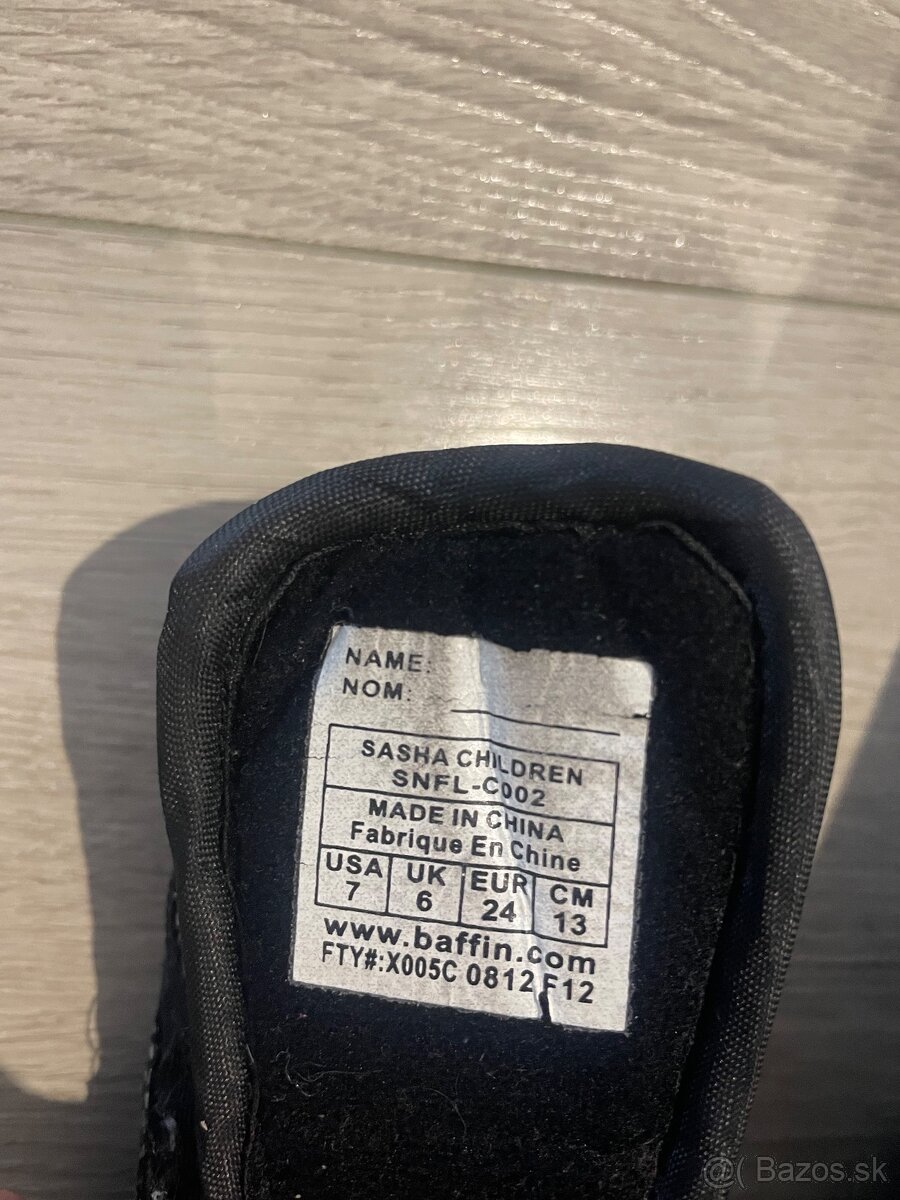 NAME:
NOM:
SASHA CHILDREN
SNFL-C002
MADE IN CHINA
Fabrique En Chine
USA UK EUR CM
7 6 24 13
www.baffin.com
FTY#:X005C 0812 F12
@( Bazos.sk